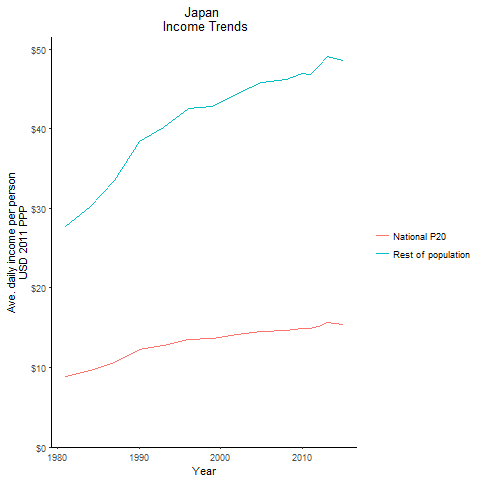 Japan
Income Trends
$50
$40
$30
$20
$10
$0
Ave. daily income per person
USD 2011 PPP
1980 1990 2000 2010
Year
National P20
Rest of population